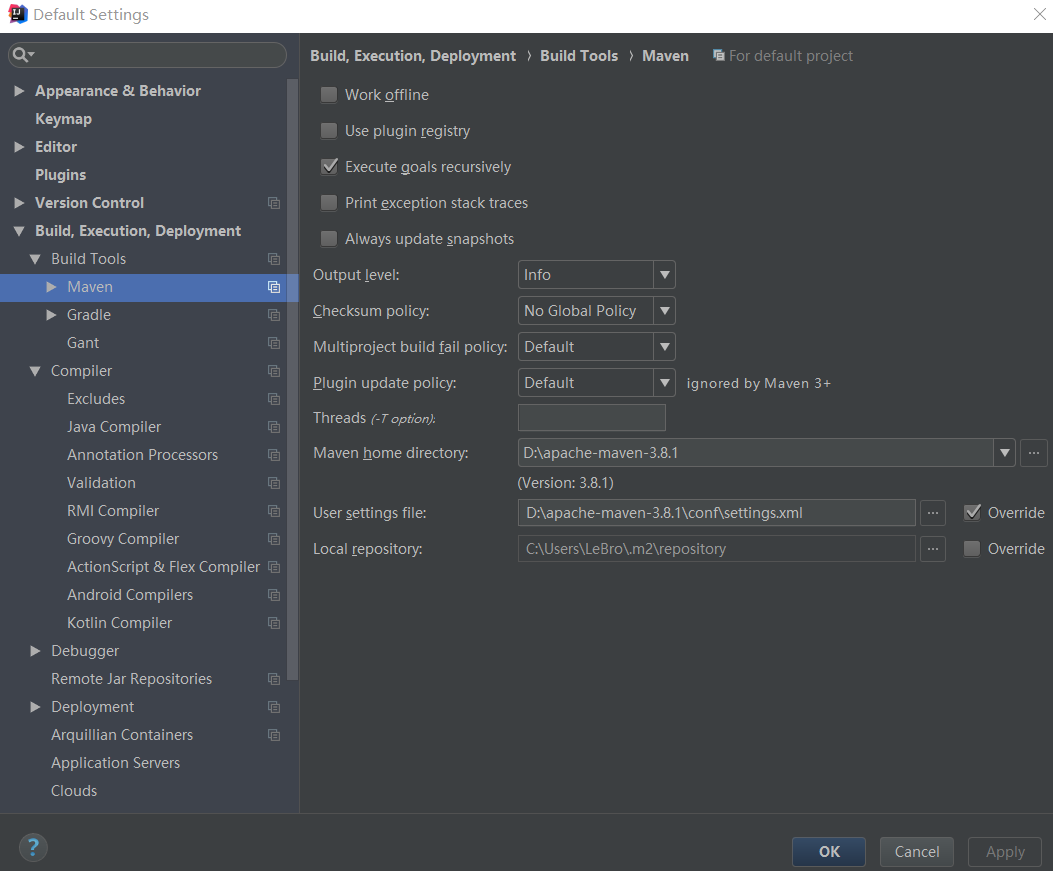 Default Settings
Appearance & Behavior
Keymap
Editor
Plugins
Version Control
Build, Execution, Deployment
Build Tools
Maven
Gradle
Gant
Compiler
Excludes
Java Compiler
Annotation Processors
Validation
RMI Compiler
Groovy Compiler
ActionScript & Flex Compiler
Android Compilers
Kotlin Compiler
Debugger
Remote Jar Repositories
Deployment
Arquillian Containers
Application Servers
Clouds
Build, Execution, Deployment › Build Tools › Maven For default project
Work offline
Use plugin registry
Execute goals recursively
Print exception stack traces
Always update snapshots
Output level: Info
Checksum policy: No Global Policy
Multiproject build fail policy: Default
Plugin update policy: Default ignored by Maven 3+
Threads (-T option):
Maven home directory: D:\apache-maven-3.8.1 ...
(Version: 3.8.1)
User settings file: D:\apache-maven-3.8.1\conf\settings.xml ... Override
Local repository: C:\Users\LeBro\.m2\repository ... Override
? OK Cancel Apply